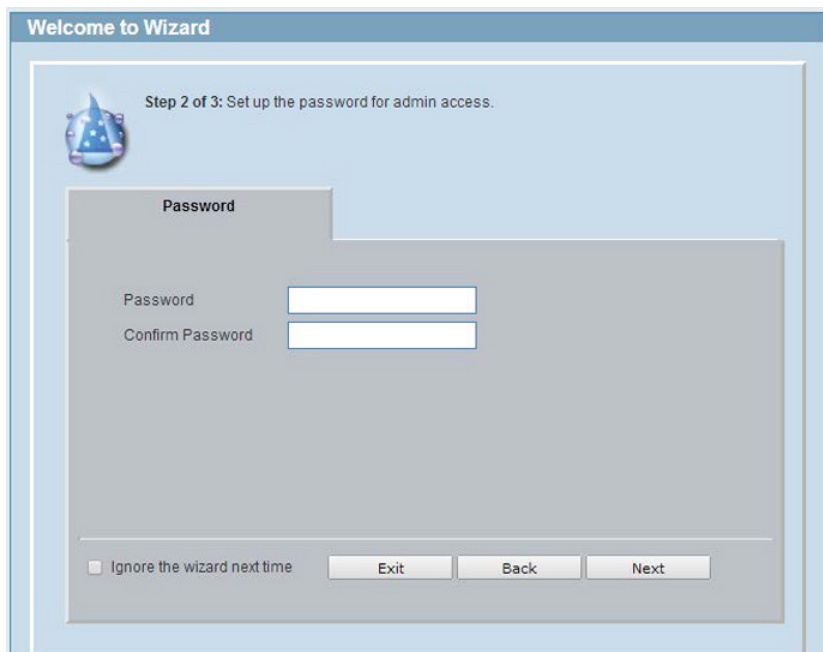 Welcome to Wizard
Step 2 of 3: Set up the password for admin access.
Password
Password
Confirm Password
Ignore the wizard next time
Exit
Back
Next